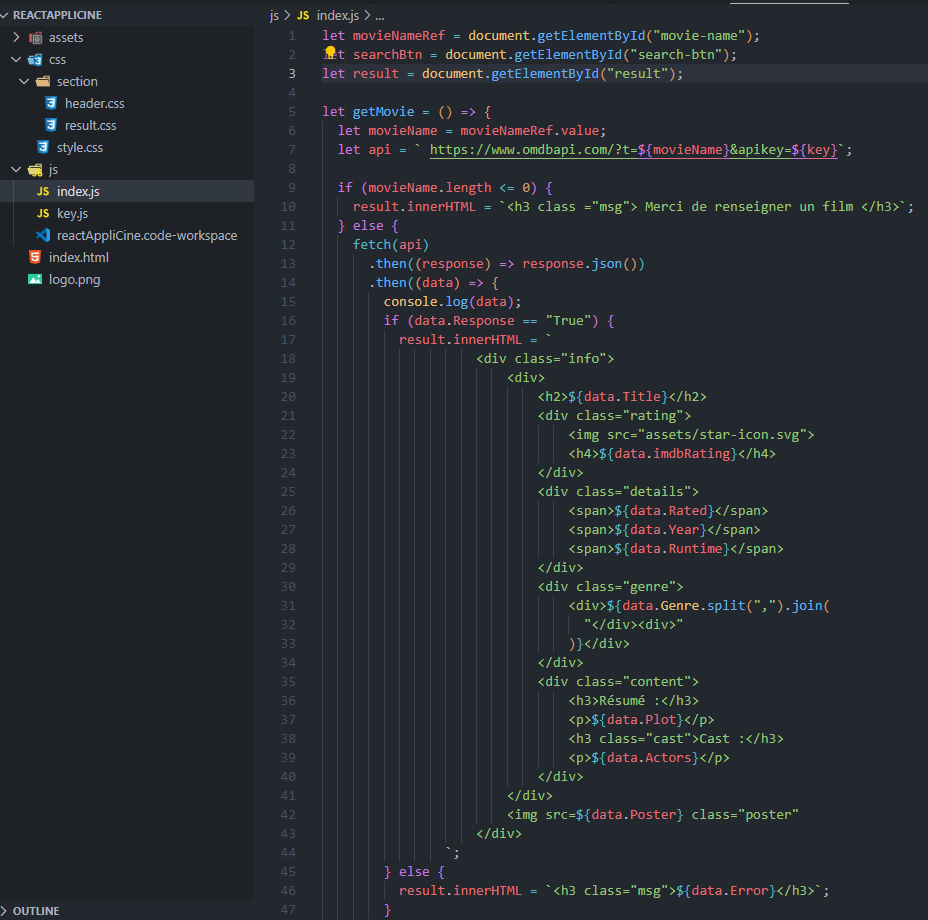 REACTAPPLICINE
assets
css
section
header.css
result.css
style.css
js
JS index.js
JS key.js
reactAppliCine.code-workspace
index.html
logo.png
OUTLINE
js > JS index.js > ...
1 let movieNameRef = document.getElementById("movie-name");
2 let searchBtn = document.getElementById("search-btn");
3 let result = document.getElementById("result");
4
5 let getMovie = () => {
6 let movieName = movieNameRef.value;
7 let api = ` https://www.omdbapi.com/?t=${movieName}&apikey=${key}`;
8
9 if (movieName.length <= 0) {
10 result.innerHTML = `<h3 class ="msg"> Merci de renseigner un film </h3>`;
11 } else {
12 fetch(api)
13 .then((response) => response.json())
14 .then((data) => {
15 console.log(data);
16 if (data.Response == "True") {
17 result.innerHTML = `
18 <div class="info">
19 <div>
20 <h2>${data.Title}</h2>
21 <div class="rating">
22 <img src="assets/star-icon.svg">
23 <h4>${data.imdbRating}</h4>
24 </div>
25 <div class="details">
26 <span>${data.Rated}</span>
27 <span>${data.Year}</span>
28 <span>${data.Runtime}</span>
29 </div>
30 <div class="genre">
31 <div>${data.Genre.split(",").join(
32 "</div><div>"
33 )}</div>
34 </div>
35 <div class="content">
36 <h3>Résumé :</h3>
37 <p>${data.Plot}</p>
38 <h3 class="cast">Cast :</h3>
39 <p>${data.Actors}</p>
40 </div>
41 </div>
42 <img src=${data.Poster} class="poster"
43 </div>
44 `;
45 } else {
46 result.innerHTML = `<h3 class="msg">${data.Error}</h3>`;
47 }